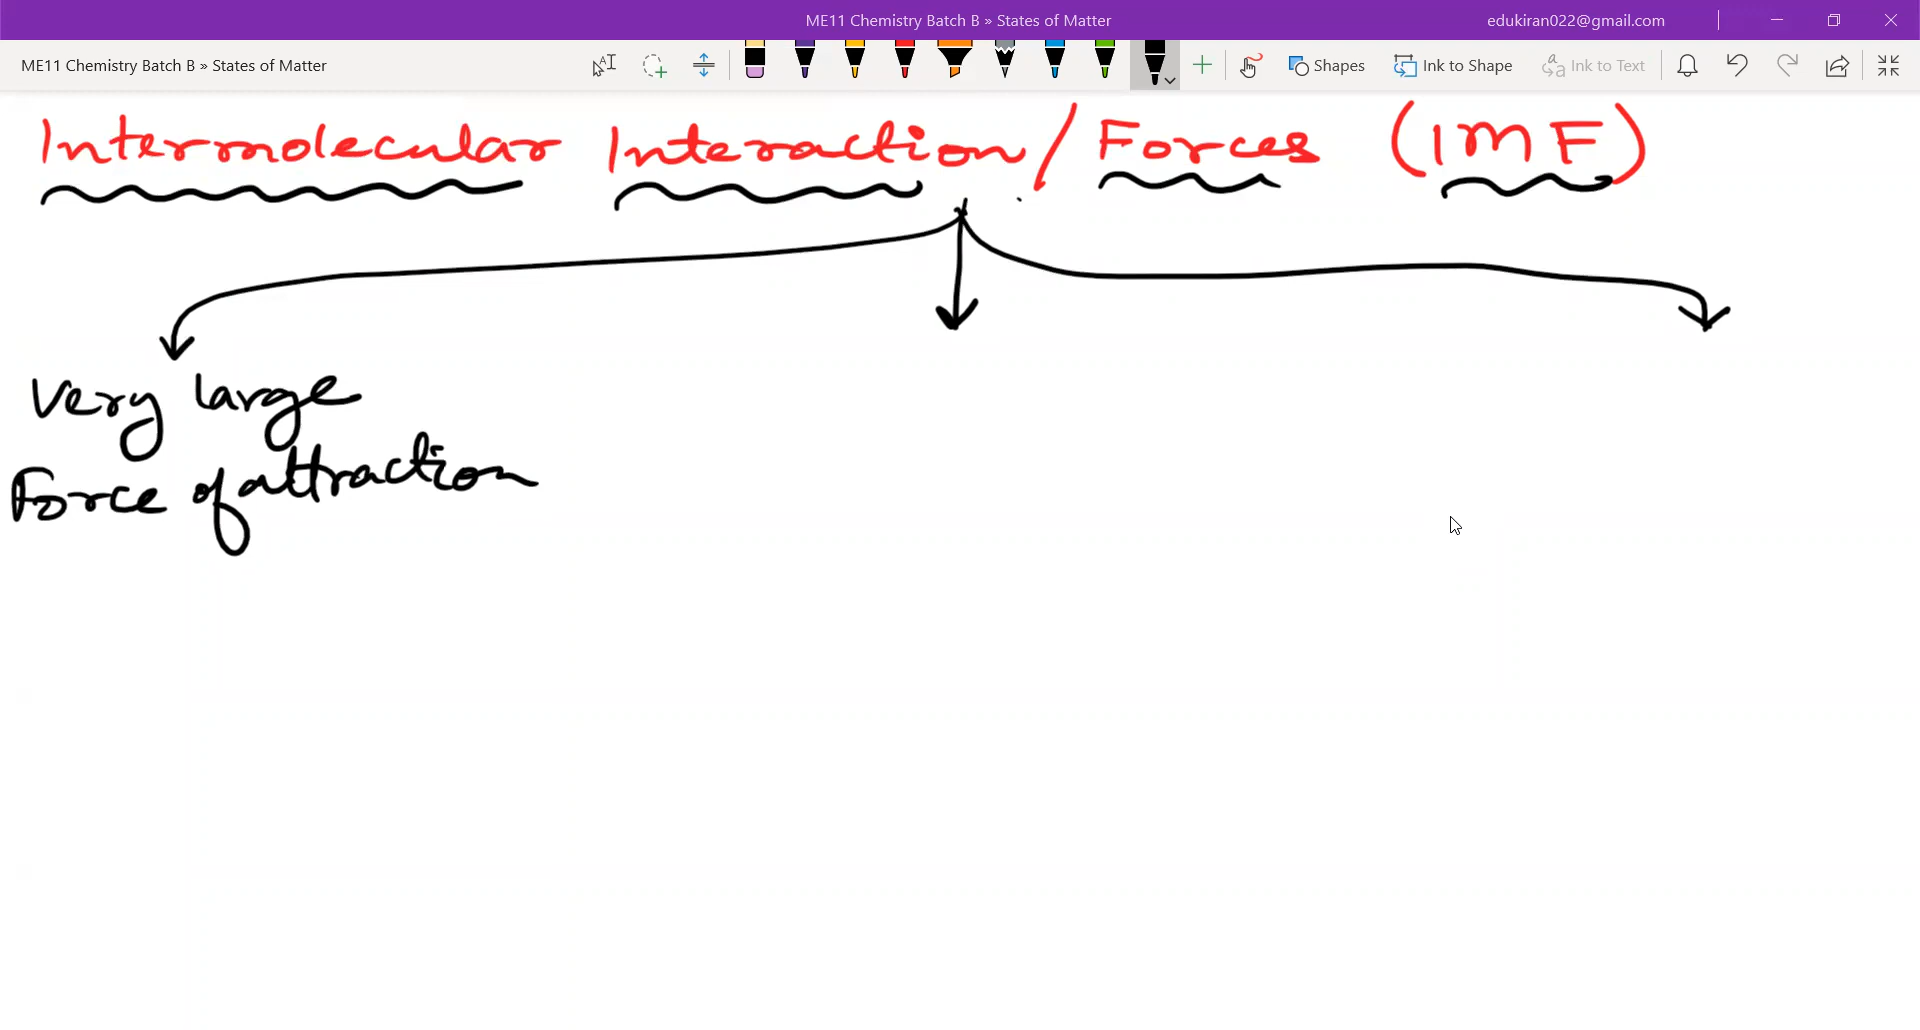 ME11 Chemistry Batch B » States of Matter
edukiran022@gmail.com
ME11 Chemistry Batch B » States of Matter
Shapes
Ink to Shape
Ink to Text
Intermolecular Interaction/Forces (IMF)
Very large
Force of attraction